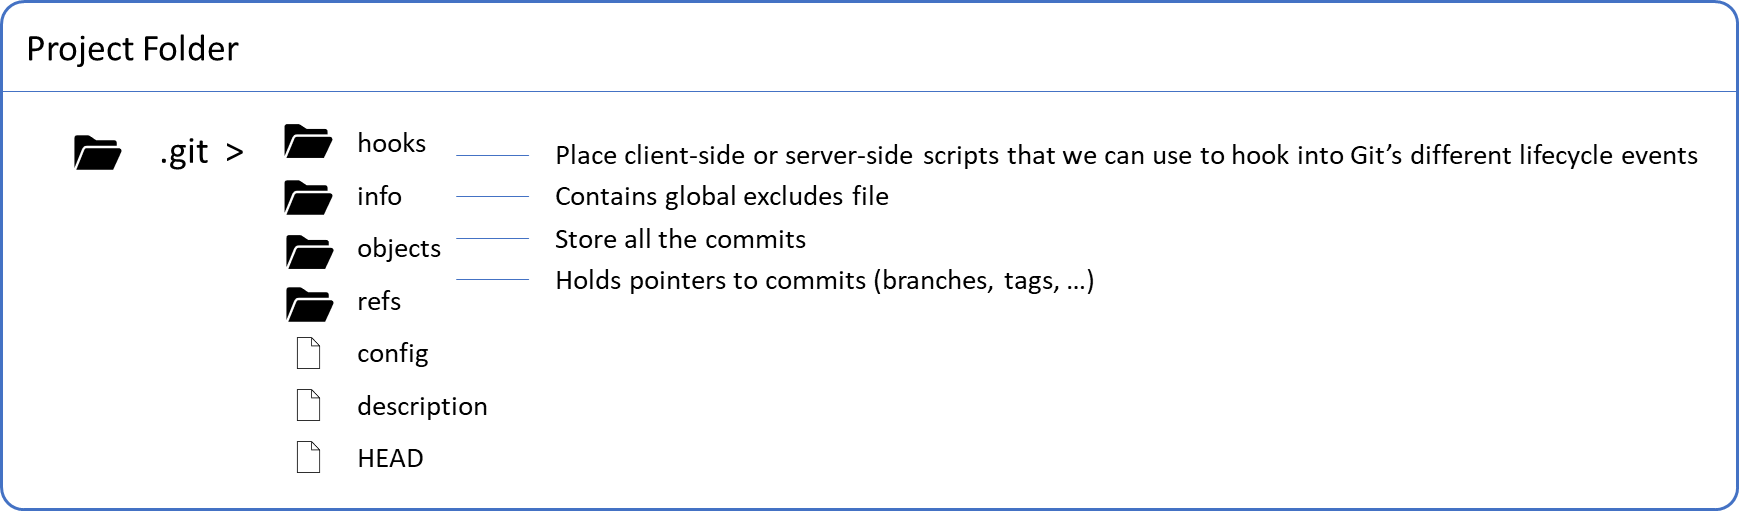 Project Folder
.git >
hooks
Place client-side or server-side scripts that we can use to hook into Git’s different lifecycle events
info
Contains global excludes file
objects
Store all the commits
refs
Holds pointers to commits (branches, tags, …)
config
description
HEAD